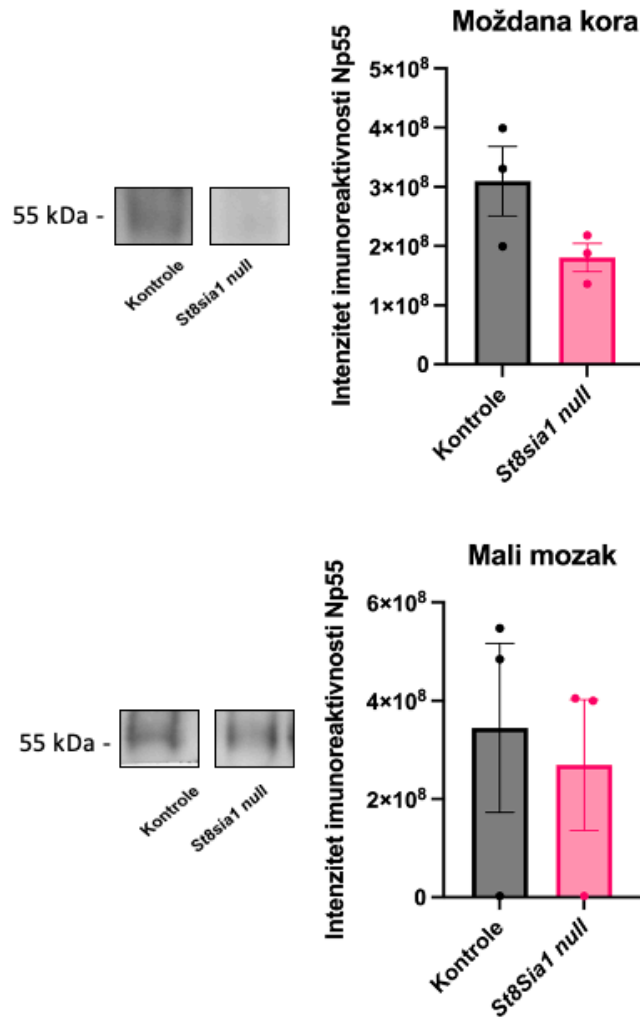 Moždana kora
Intenzitet imunoreaktivnosti Np55
5×10⁸
4×10⁸
3×10⁸
2×10⁸
1×10⁸
0
55 kDa -
Kontrole
St8sia1 null
Kontrole
St8sia1 null
Mali mozak
Intenzitet imunoreaktivnosti Np55
6×10⁸
4×10⁸
2×10⁸
0
55 kDa -
Kontrole
St8sia1 null
Kontrole
St8Sia1 null